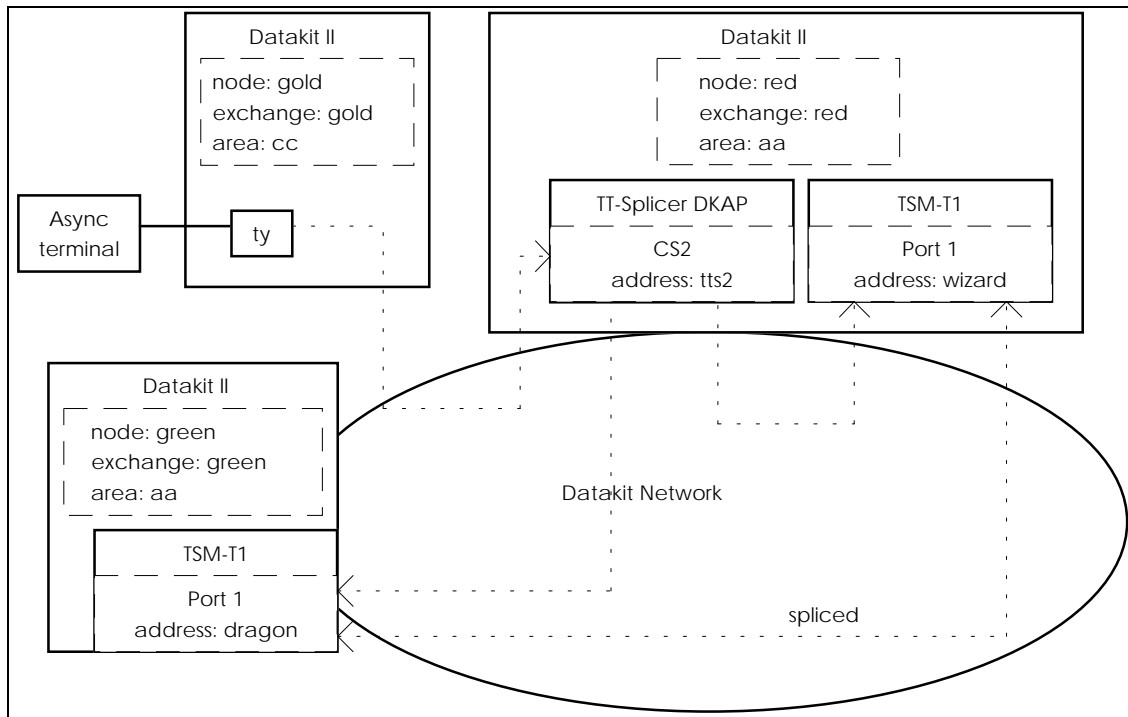 Datakit II
node: gold
exchange: gold
area: cc
Async
terminal
ty
Datakit II
node: red
exchange: red
area: aa
TT-Splicer DKAP
CS2
address: tts2
TSM-T1
Port 1
address: wizard
Datakit II
node: green
exchange: green
area: aa
TSM-T1
Port 1
address: dragon
Datakit Network
spliced